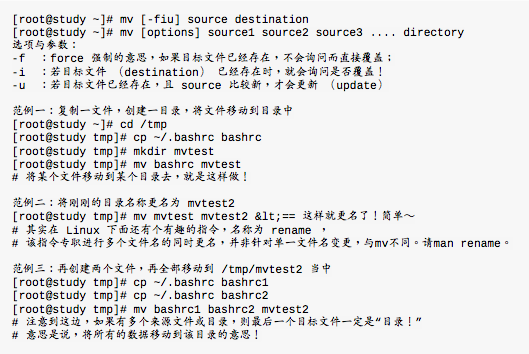 [root@study ~]# mv [-fiu] source destination
[root@study ~]# mv [options] source1 source2 source3 .... directory
选项与参数：
-f ：force 强制的意思，如果目标文件已经存在，不会询问而直接覆盖；
-i ：若目标文件 （destination） 已经存在时，就会询问是否覆盖！
-u ：若目标文件已经存在，且 source 比较新，才会更新 （update）
范例一：复制一文件，创建一目录，将文件移动到目录中
[root@study ~]# cd /tmp
[root@study tmp]# cp ~/.bashrc bashrc
[root@study tmp]# mkdir mvtest
[root@study tmp]# mv bashrc mvtest
# 将某个文件移动到某个目录去，就是这样做！
范例二：将刚刚的目录名称更名为 mvtest2
[root@study tmp]# mv mvtest mvtest2 &lt;== 这样就更名了！简单～
# 其实在 Linux 下面还有个有趣的指令，名称为 rename ，
# 该指令专职进行多个文件名的同时更名，并非针对单一文件名变更，与mv不同。请man rename。
范例三：再创建两个文件，再全部移动到 /tmp/mvtest2 当中
[root@study tmp]# cp ~/.bashrc bashrc1
[root@study tmp]# cp ~/.bashrc bashrc2
[root@study tmp]# mv bashrc1 bashrc2 mvtest2
# 注意到这边，如果有多个来源文件或目录，则最后一个目标文件一定是“目录！”
# 意思是说，将所有的数据移动到该目录的意思！